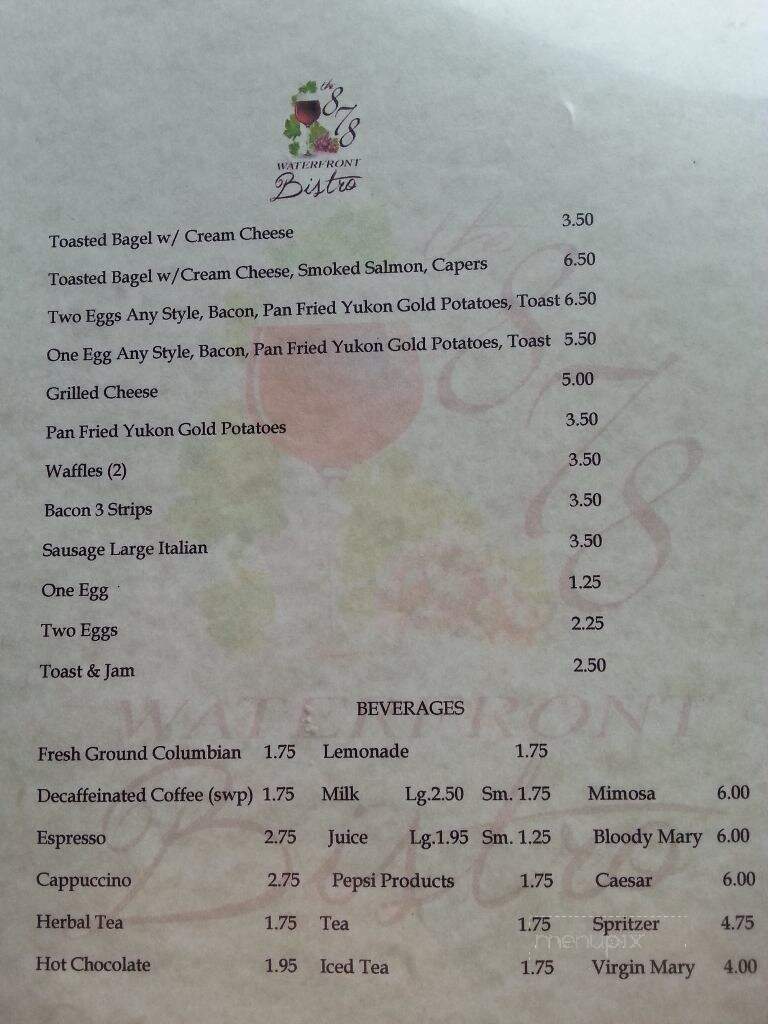 the
878
WATERFRONT
Bistro
Toasted Bagel w/ Cream Cheese 3.50
Toasted Bagel w/Cream Cheese, Smoked Salmon, Capers 6.50
Two Eggs Any Style, Bacon, Pan Fried Yukon Gold Potatoes, Toast 6.50
One Egg Any Style, Bacon, Pan Fried Yukon Gold Potatoes, Toast 5.50
Grilled Cheese 5.00
Pan Fried Yukon Gold Potatoes 3.50
Waffles (2) 3.50
Bacon 3 Strips 3.50
Sausage Large Italian 3.50
One Egg 1.25
Two Eggs 2.25
Toast & Jam 2.50
the
878
WATERFRONT
Bistro
BEVERAGES
Fresh Ground Columbian 1.75 Lemonade 1.75
Decaffeinated Coffee (swp) 1.75 Milk Lg.2.50 Sm. 1.75 Mimosa 6.00
Espresso 2.75 Juice Lg.1.95 Sm. 1.25 Bloody Mary 6.00
Cappuccino 2.75 Pepsi Products 1.75 Caesar 6.00
Herbal Tea 1.75 Tea 1.75 Spritzer 4.75
menupix
Hot Chocolate 1.95 Iced Tea 1.75 Virgin Mary 4.00